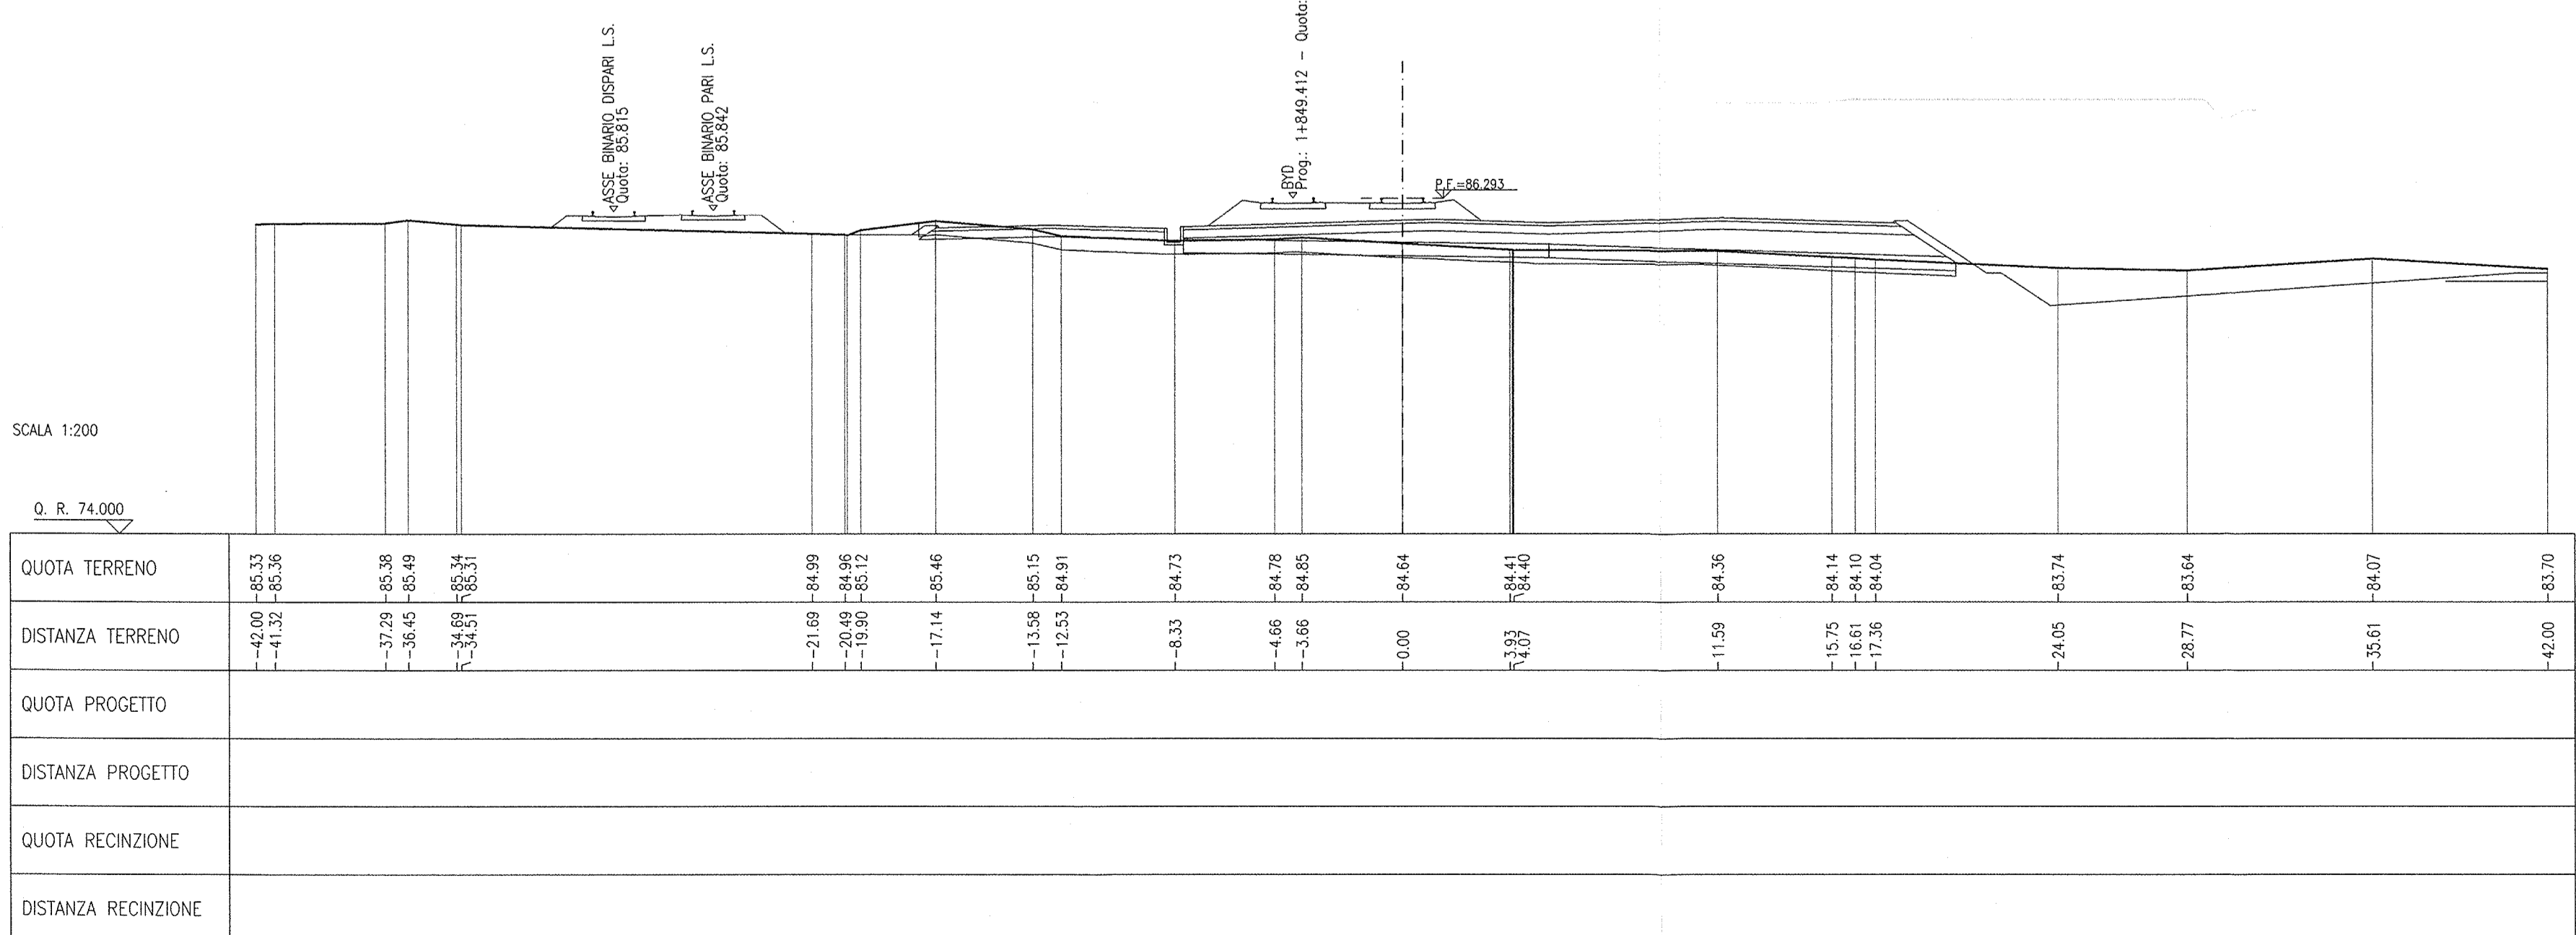 ASSE BINARIO DISPARI L.S.
Quota: 85.815
ASSE BINARIO PARI L.S.
Quota: 85.842
BYD
Prog.: 1+849.412 - Quota:
P.F.=86.293
SCALA 1:200
Q. R. 74.000
QUOTA TERRENO 85.33 85.36 85.38 85.49 85.34 85.31 84.99 84.96 85.12 85.46 85.15 84.91 84.73 84.78 84.85 84.64 84.41 84.40 84.36 84.14 84.10 84.04 83.74 83.64 84.07 83.70
DISTANZA TERRENO -42.00 -41.32 -37.29 -36.45 -34.69 -34.51 -21.69 -20.49 -19.90 -17.14 -13.58 -12.53 -8.33 -4.66 -3.66 0.00 3.93 4.07 11.59 15.75 16.61 17.36 24.05 28.77 35.61 42.00
QUOTA PROGETTO
DISTANZA PROGETTO
QUOTA RECINZIONE
DISTANZA RECINZIONE